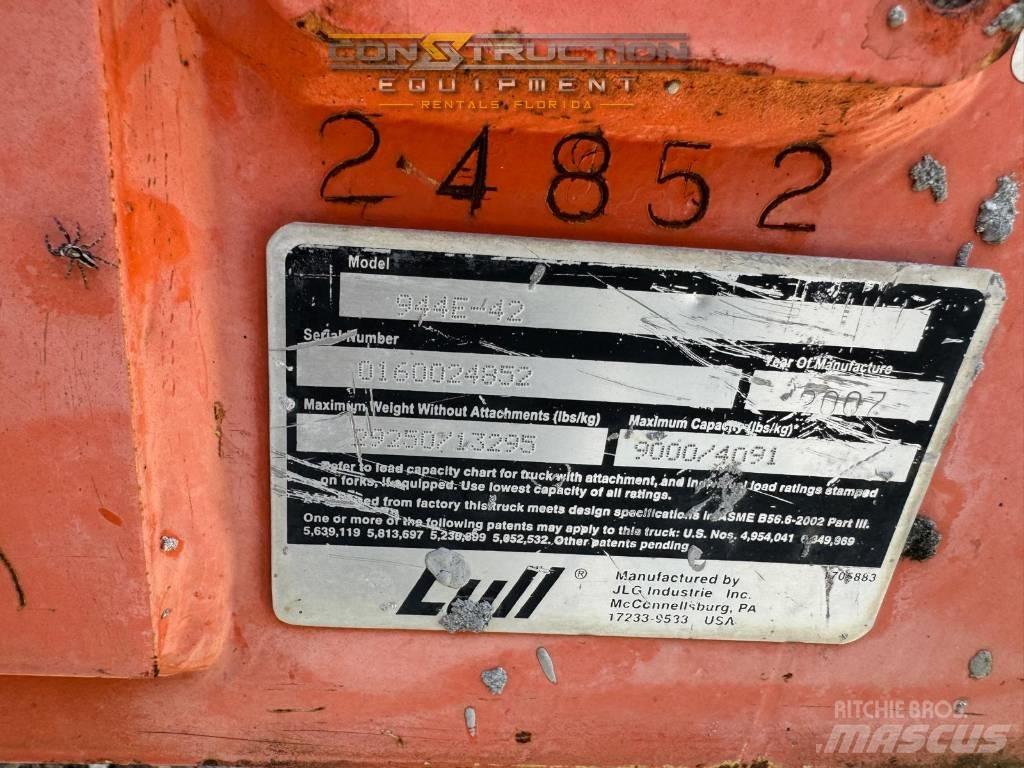 CONSTRUCTION
EQUIPMENT
RENTALS FLORIDA
24852
Model
944E-42
Serial Number
0160024852
Year Of Manufacture
2007
Maximum Weight Without Attachments (lbs/kg)
29250/13295
Maximum Capacity (lbs/kg)*
9000/4091
Refer to load capacity chart for truck with attachment, and individual load ratings stamped
on forks, if equipped. Use lowest capacity of all ratings.
from factory this truck meets design specifications in ASME B56.6-2002 Part III.
One or more of the following patents may apply to this truck: U.S. Nos. 4,954,041
5,639,119 5,813,697 5,052,532. Other patents pending
Lull ®
Manufactured by
JLG Industrie Inc.
McConnellsburg, PA
17233-9533 USA
1706883
RITCHIE BROS.
MASCUS